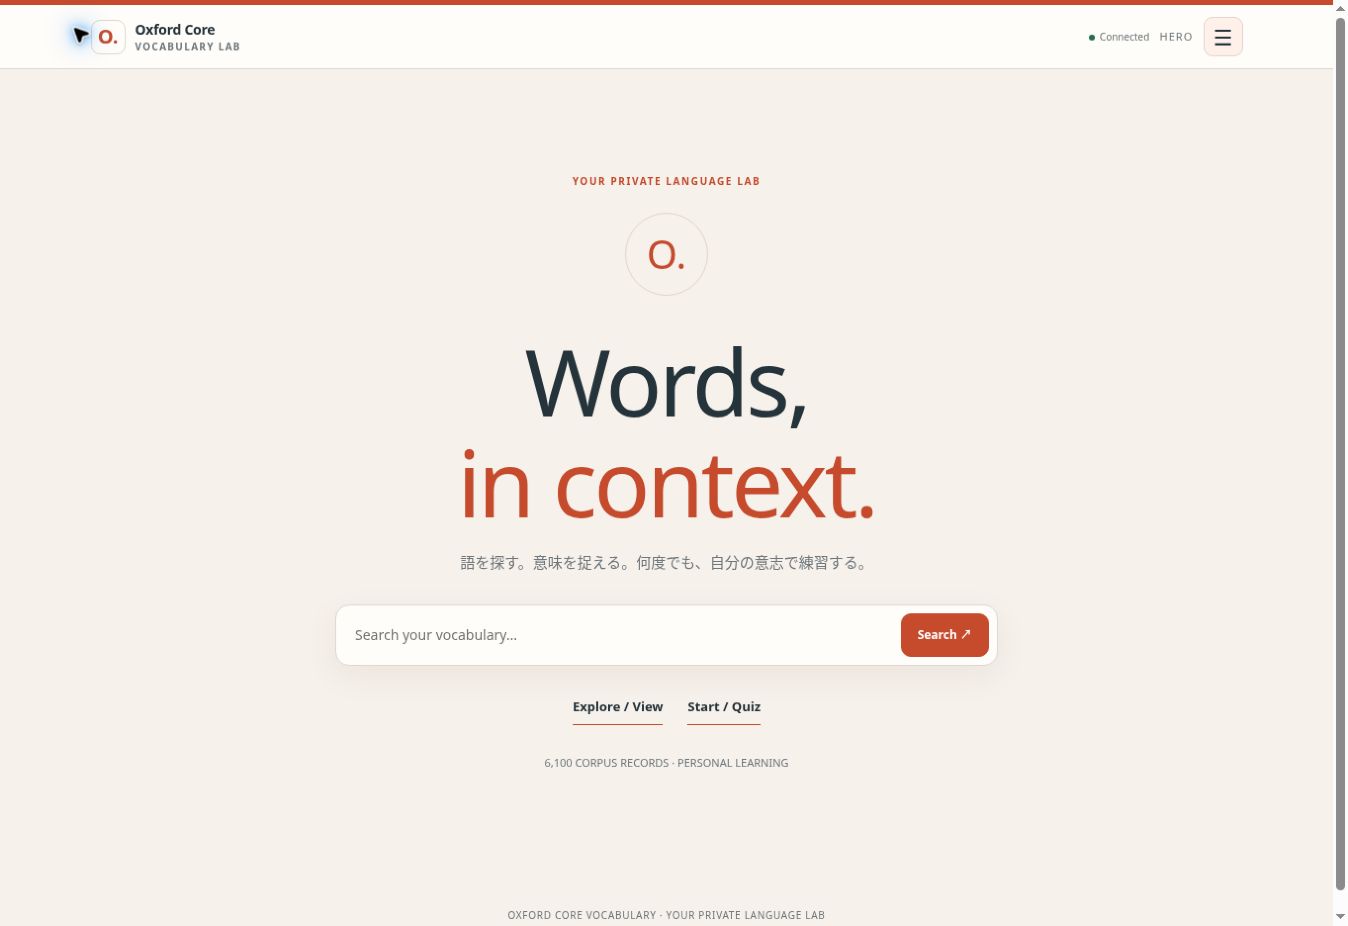 O.
Oxford Core
VOCABULARY LAB
Connected
HERO
YOUR PRIVATE LANGUAGE LAB
O.
Words,
in context.
語を探す。意味を捉える。何度でも、自分の意志で練習する。
Search your vocabulary...
Search ↗
Explore / View
Start / Quiz
6,100 CORPUS RECORDS · PERSONAL LEARNING
OXFORD CORE VOCABULARY · YOUR PRIVATE LANGUAGE LAB